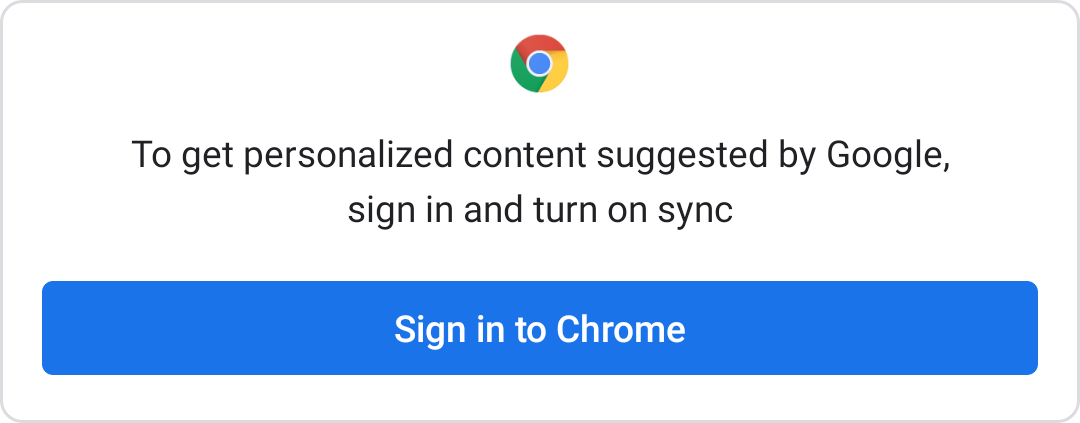 To get personalized content suggested by Google,
sign in and turn on sync
Sign in to Chrome